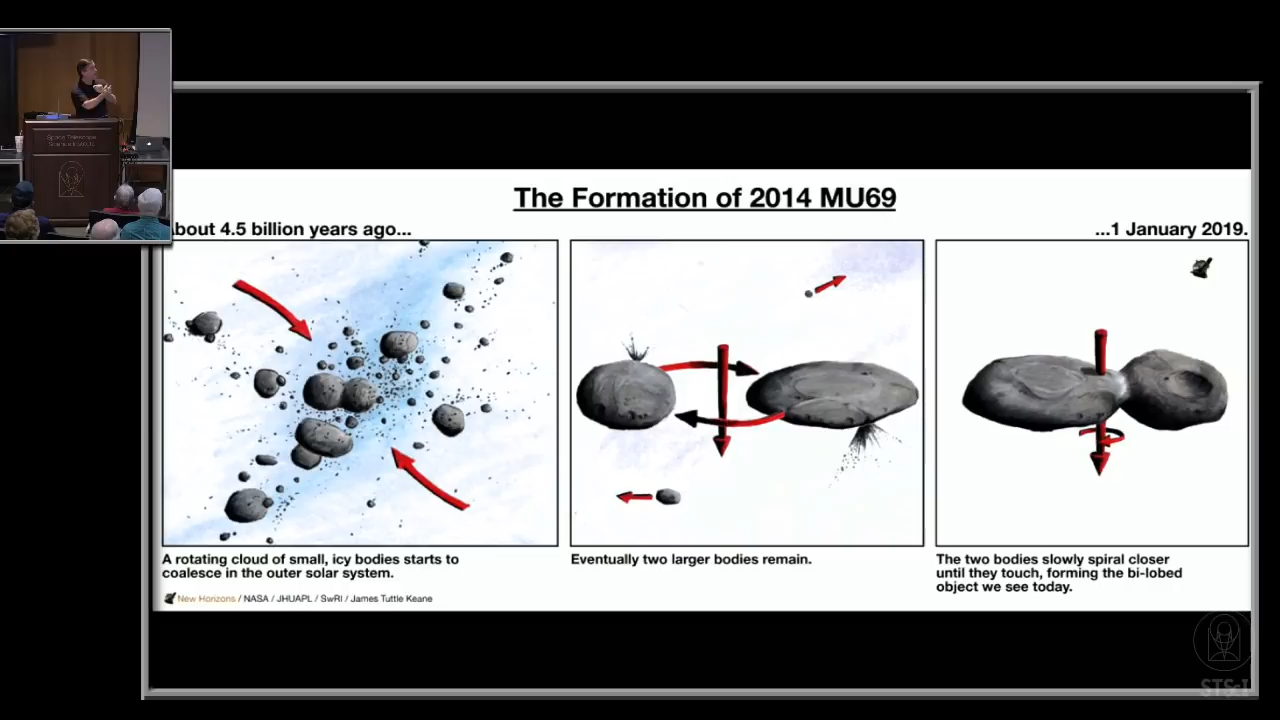 Space Telescope
The Formation of 2014 MU69
bout 4.5 billion years ago...
...1 January 2019.
A rotating cloud of small, icy bodies starts to
coalesce in the outer solar system.
Eventually two larger bodies remain.
The two bodies slowly spiral closer
until they touch, forming the bi-lobed
object we see today.
New Horizons / NASA / JHUAPL / SwRI / James Tuttle Keane
STScI